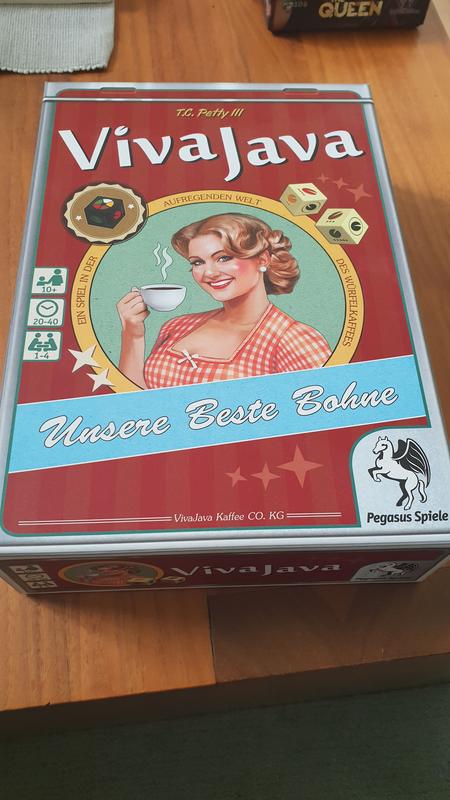 QUEEN
T.C. Petty III
VivaJava
EIN SPIEL IN DER AUFREGENDEN WELT DES WÜRFELKAFFEES
10+
20-40
1-4
Unsere Beste Bohne
Pegasus Spiele
VivaJava Kaffee CO. KG
VivaJava